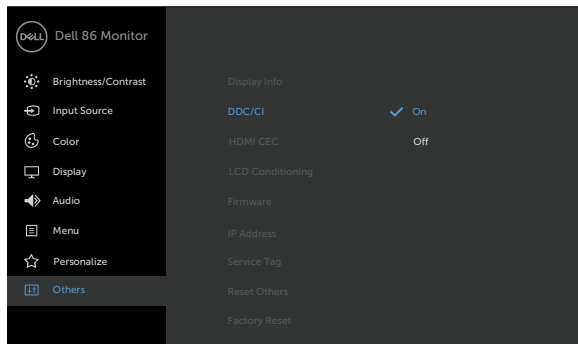 DELL Dell 86 Monitor
Brightness/Contrast Display Info
Input Source DDC/CI On
Color HDMI CEC Off
Display LCD Conditioning
Audio Firmware
Menu IP Address
Personalize Service Tag
Others Reset Others
Factory Reset